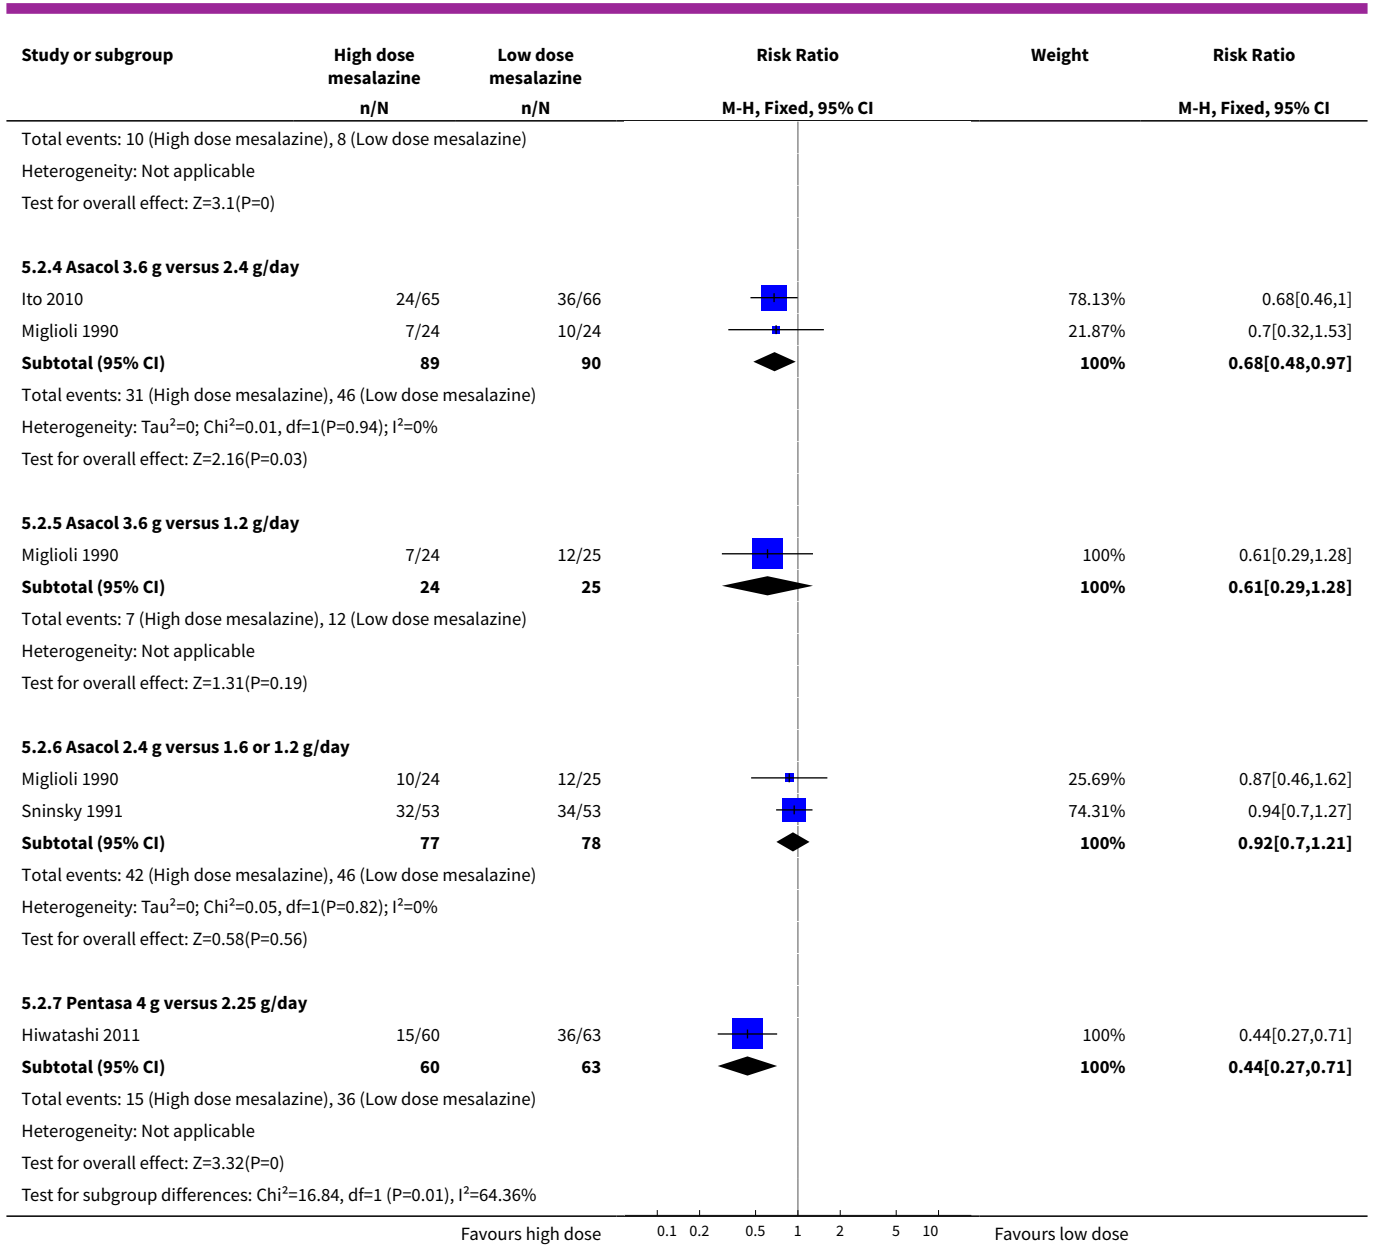 Study or subgroup High dose mesalazine Low dose mesalazine Risk Ratio Weight Risk Ratio
n/N n/N M-H, Fixed, 95% CI M-H, Fixed, 95% CI
Total events: 10 (High dose mesalazine), 8 (Low dose mesalazine)
Heterogeneity: Not applicable
Test for overall effect: Z=3.1(P=0)
5.2.4 Asacol 3.6 g versus 2.4 g/day
Ito 2010 24/65 36/66 78.13% 0.68[0.46,1]
Miglioli 1990 7/24 10/24 21.87% 0.7[0.32,1.53]
Subtotal (95% CI) 89 90 100% 0.68[0.48,0.97]
Total events: 31 (High dose mesalazine), 46 (Low dose mesalazine)
Heterogeneity: Tau²=0; Chi²=0.01, df=1(P=0.94); I²=0%
Test for overall effect: Z=2.16(P=0.03)
5.2.5 Asacol 3.6 g versus 1.2 g/day
Miglioli 1990 7/24 12/25 100% 0.61[0.29,1.28]
Subtotal (95% CI) 24 25 100% 0.61[0.29,1.28]
Total events: 7 (High dose mesalazine), 12 (Low dose mesalazine)
Heterogeneity: Not applicable
Test for overall effect: Z=1.31(P=0.19)
5.2.6 Asacol 2.4 g versus 1.6 or 1.2 g/day
Miglioli 1990 10/24 12/25 25.69% 0.87[0.46,1.62]
Sninsky 1991 32/53 34/53 74.31% 0.94[0.7,1.27]
Subtotal (95% CI) 77 78 100% 0.92[0.7,1.21]
Total events: 42 (High dose mesalazine), 46 (Low dose mesalazine)
Heterogeneity: Tau²=0; Chi²=0.05, df=1(P=0.82); I²=0%
Test for overall effect: Z=0.58(P=0.56)
5.2.7 Pentasa 4 g versus 2.25 g/day
Hiwatashi 2011 15/60 36/63 100% 0.44[0.27,0.71]
Subtotal (95% CI) 60 63 100% 0.44[0.27,0.71]
Total events: 15 (High dose mesalazine), 36 (Low dose mesalazine)
Heterogeneity: Not applicable
Test for overall effect: Z=3.32(P=0)
Test for subgroup differences: Chi²=16.84, df=1 (P=0.01), I²=64.36%
Favours high dose 0.1 0.2 0.5 1 2 5 10 Favours low dose